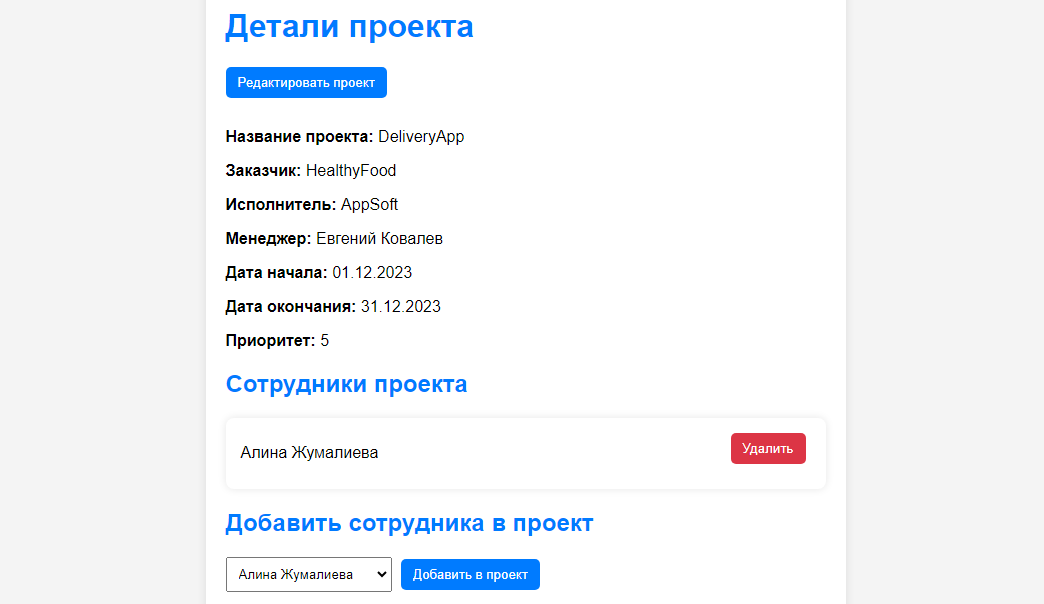 Детали проекта
Редактировать проект
Название проекта: DeliveryApp
Заказчик: HealthyFood
Исполнитель: AppSoft
Менеджер: Евгений Ковалев
Дата начала: 01.12.2023
Дата окончания: 31.12.2023
Приоритет: 5
Сотрудники проекта
Алина Жумалиева Удалить
Добавить сотрудника в проект
Алина Жумалиева Добавить в проект